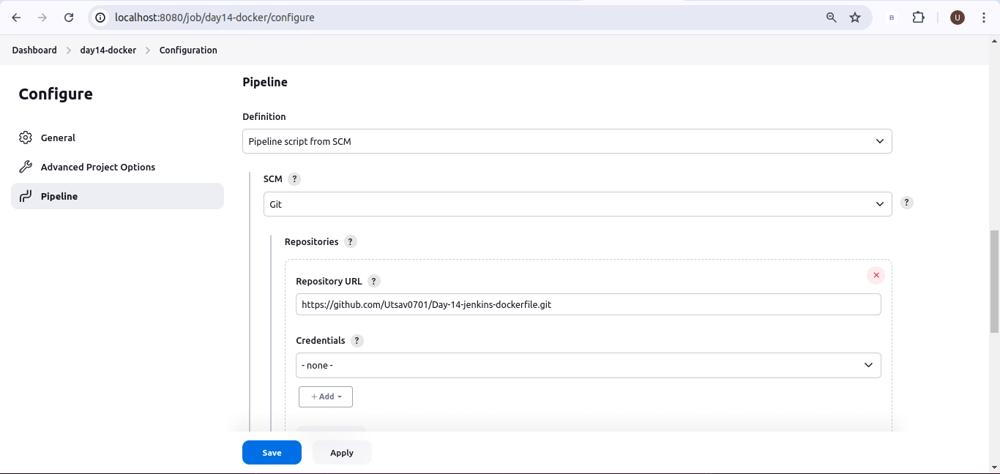 localhost:8080/job/day14-docker/configure
B
U
Dashboard > day14-docker > Configuration
Configure
General
Advanced Project Options
Pipeline
Pipeline
Definition
Pipeline script from SCM
SCM ?
Git
?
Repositories ?
Repository URL ?
https://github.com/Utsav0701/Day-14-jenkins-dockerfile.git
Credentials ?
- none -
+ Add
Save
Apply